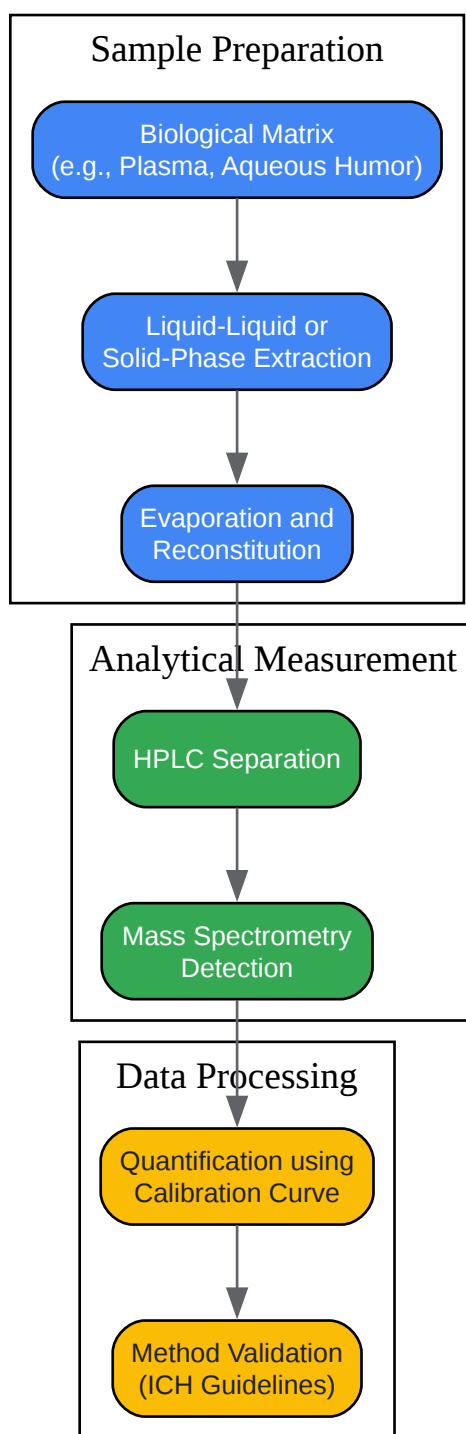 Sample Preparation
Biological Matrix
(e.g., Plasma, Aqueous Humor)
Liquid-Liquid or
Solid-Phase Extraction
Evaporation and
Reconstitution
Analytical Measurement
HPLC Separation
Mass Spectrometry
Detection
Data Processing
Quantification using
Calibration Curve
Method Validation
(ICH Guidelines)